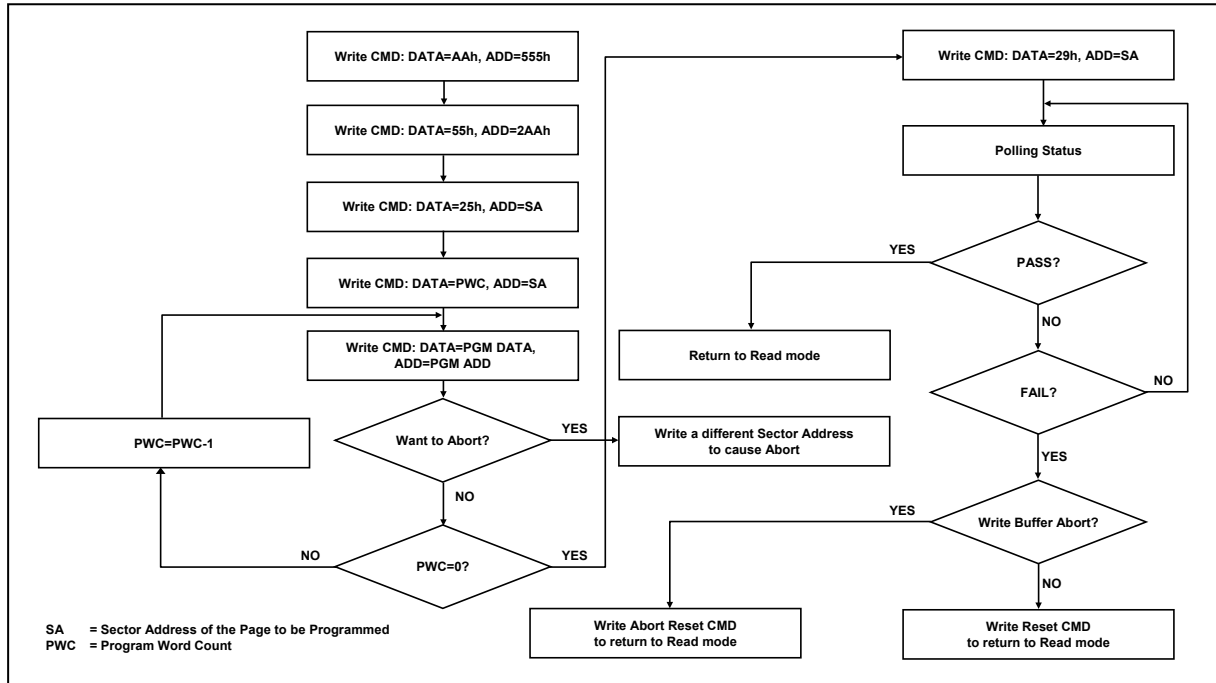 Write CMD: DATA=AAh, ADD=555h
Write CMD: DATA=55h, ADD=2AAh
Write CMD: DATA=25h, ADD=SA
Write CMD: DATA=PWC, ADD=SA
Write CMD: DATA=PGM DATA,
ADD=PGM ADD
PWC=PWC-1
Want to Abort?
YES
Write a different Sector Address
to cause Abort
NO
PWC=0?
NO
YES
Write CMD: DATA=29h, ADD=SA
Polling Status
PASS?
YES
Return to Read mode
NO
FAIL?
NO
YES
Write Buffer Abort?
YES
Write Abort Reset CMD
to return to Read mode
NO
Write Reset CMD
to return to Read mode
SA = Sector Address of the Page to be Programmed
PWC = Program Word Count